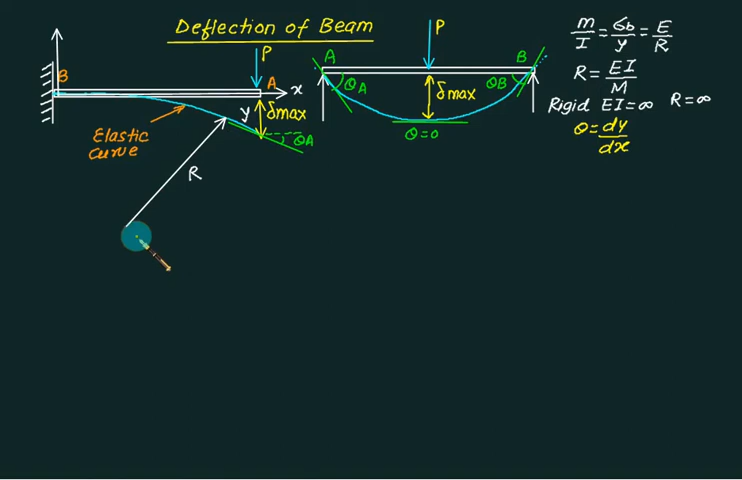 Deflection of Beam
P
B
A
x
y
δmax
Elastic
curve
θA
R
P
A
B
θA
θB
δmax
θ=0
m/I = σb/y = E/R
R = EI/M
Rigid EI=∞ R=∞
θ = dy/dx